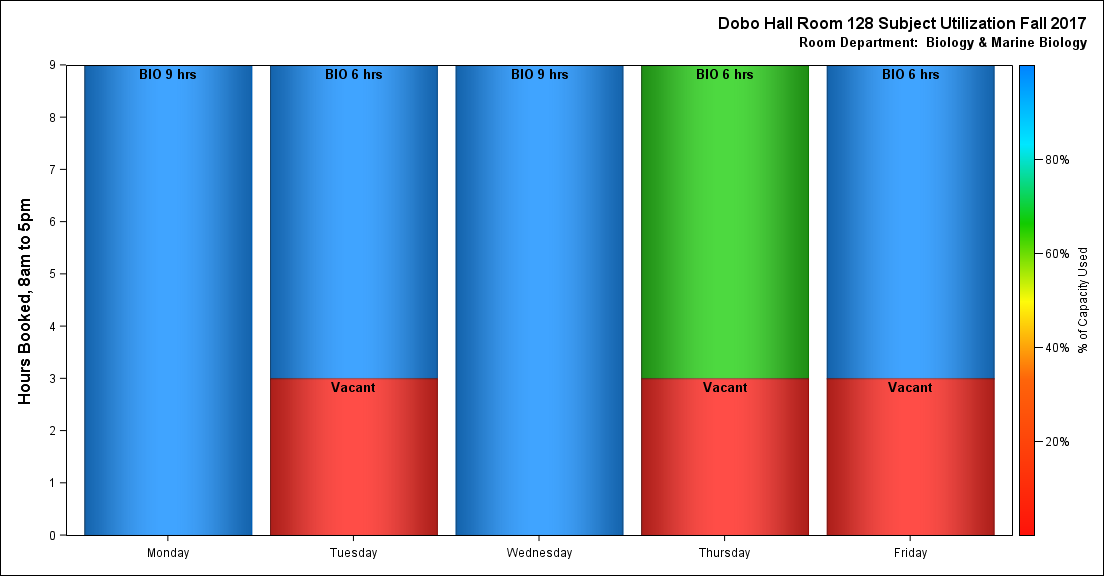 Dobo Hall Room 128 Subject Utilization Fall 2017
Room Department:  Biology & Marine Biology
Hours Booked, 8am to 5pm
9
8
7
6
5
4
3
2
1
0
BIO 9 hrs
BIO 6 hrs
BIO 9 hrs
BIO 6 hrs
BIO 6 hrs
Vacant
Vacant
Vacant
Monday
Tuesday
Wednesday
Thursday
Friday
80%
60%
40%
20%
% of Capacity Used